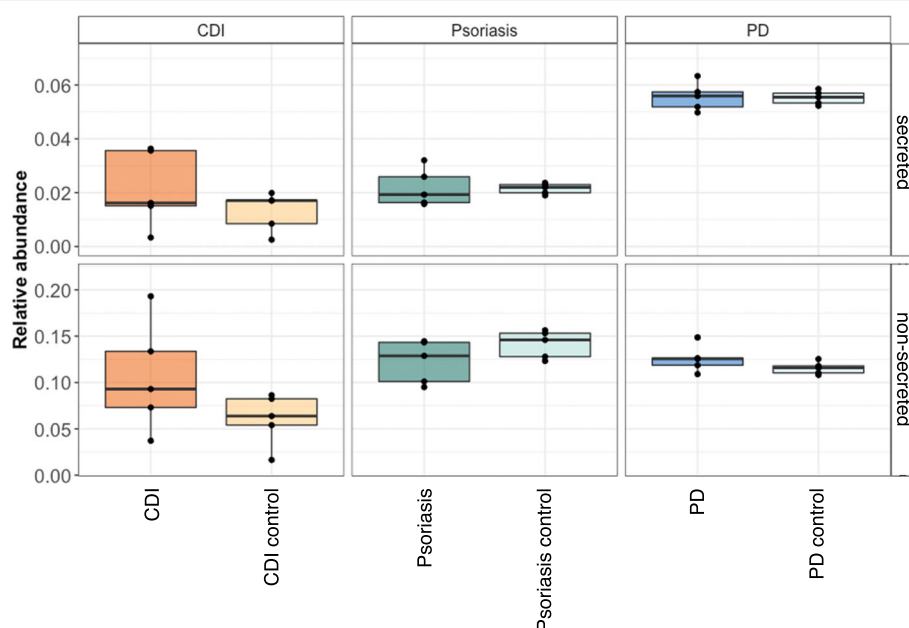 CDI
Psoriasis
PD
Relative abundance
0.06
0.04
0.02
0.00
secreted
0.20
0.15
0.10
0.05
0.00
non-secreted
CDI
CDI control
Psoriasis
Psoriasis control
PD
PD control